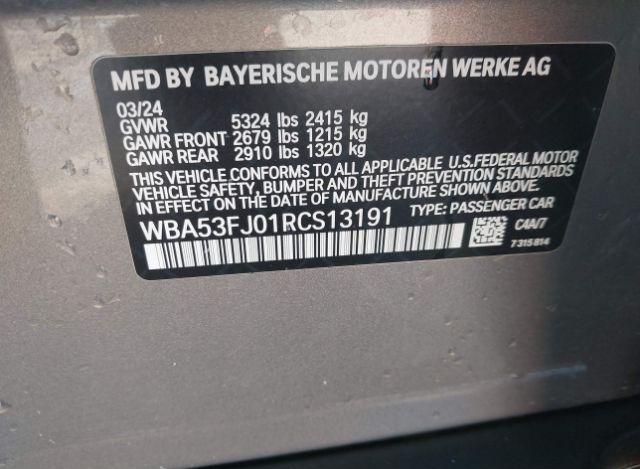 MFD BY BAYERISCHE MOTOREN WERKE AG
03/24
GVWR 5324 lbs 2415 kg
GAWR FRONT 2679 lbs 1215 kg
GAWR REAR 2910 lbs 1320 kg
THIS VEHICLE CONFORMS TO ALL APPLICABLE U.S.FEDERAL MOTOR
VEHICLE SAFETY, BUMPER AND THEFT PREVENTION STANDARDS
IN EFFECT ON THE DATE OF MANUFACTURE SHOWN ABOVE.
WBA53FJ01RCS13191 TYPE: PASSENGER CAR
C4A/7
7315814